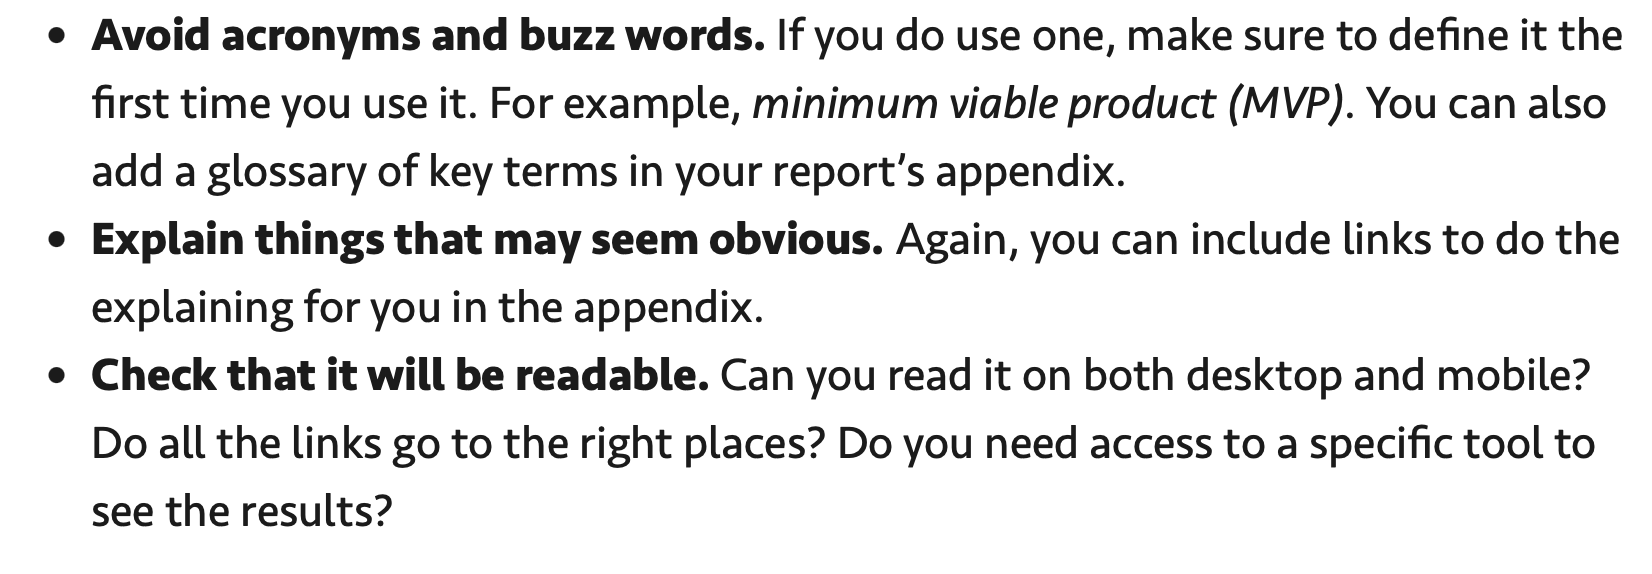 • Avoid acronyms and buzz words. If you do use one, make sure to define it the
first time you use it. For example, minimum viable product (MVP). You can also
add a glossary of key terms in your report’s appendix.
• Explain things that may seem obvious. Again, you can include links to do the
explaining for you in the appendix.
• Check that it will be readable. Can you read it on both desktop and mobile?
Do all the links go to the right places? Do you need access to a specific tool to
see the results?